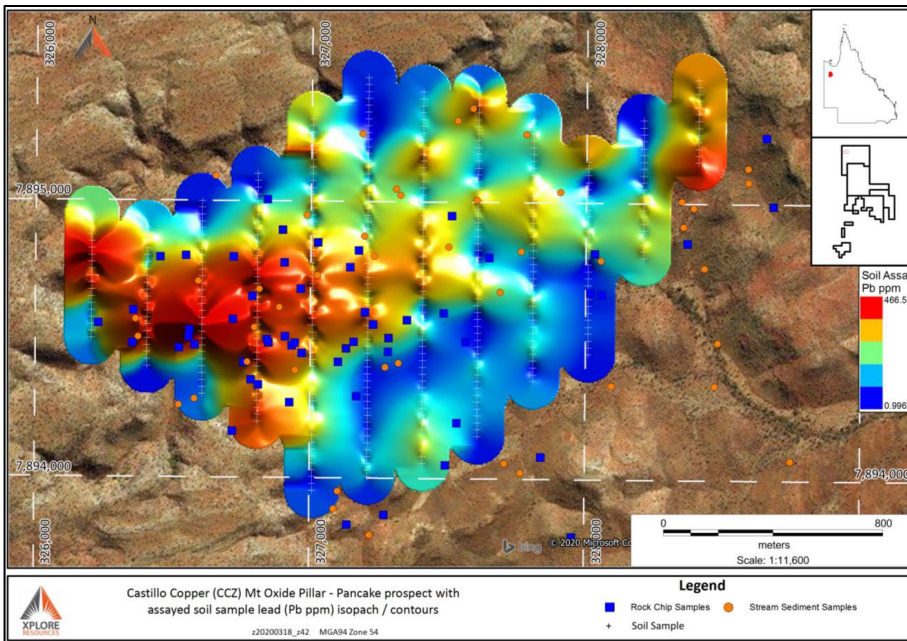 N
326,000
327,000
328,000
7,895,000
7,894,000
7,894,000
326,000
327,000
Soil Assa
Pb ppm
466.5
0.996
bing
© 2020 Microsoft Co
0 800
meters
Scale: 1:11,600
XPLORE
RESOURCES
Castillo Copper (CCZ) Mt Oxide Pillar - Pancake prospect with
assayed soil sample lead (Pb ppm) isopach / contours
z20200318_z42 MGA94 Zone 54
Legend
Rock Chip Samples
Stream Sediment Samples
Soil Sample